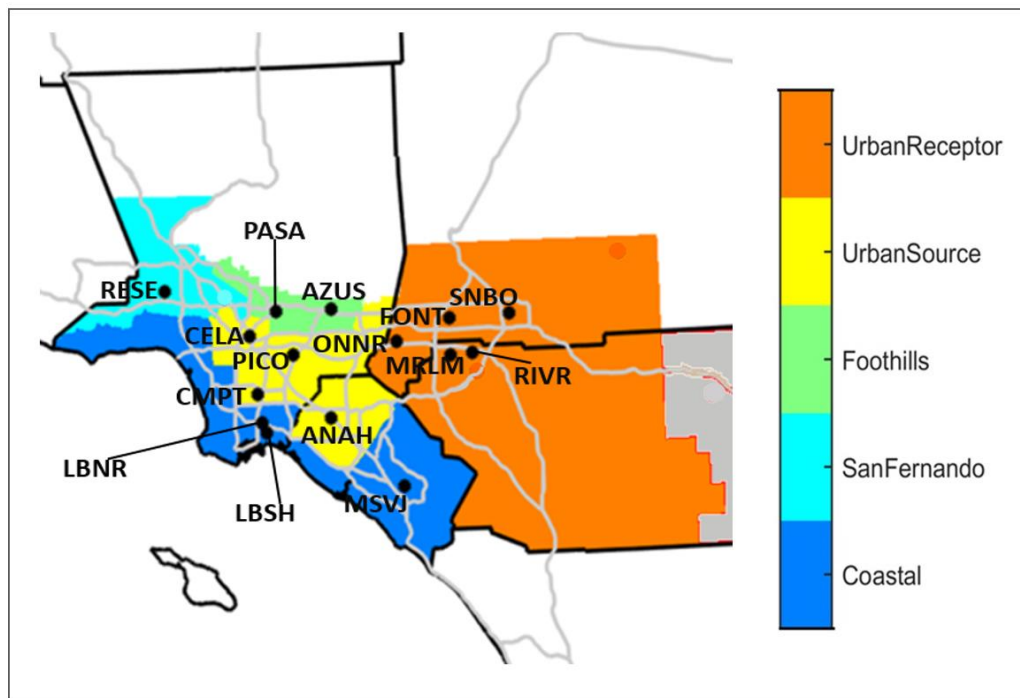 UrbanReceptor
PASA
UrbanSource
RESE
AZUS
SNBO
FONT
CELA
ONNR
PICO
MRLM
Foothills
RIVR
CMPT
ANAH
LBNR
SanFernando
MSVJ
LBSH
Coastal